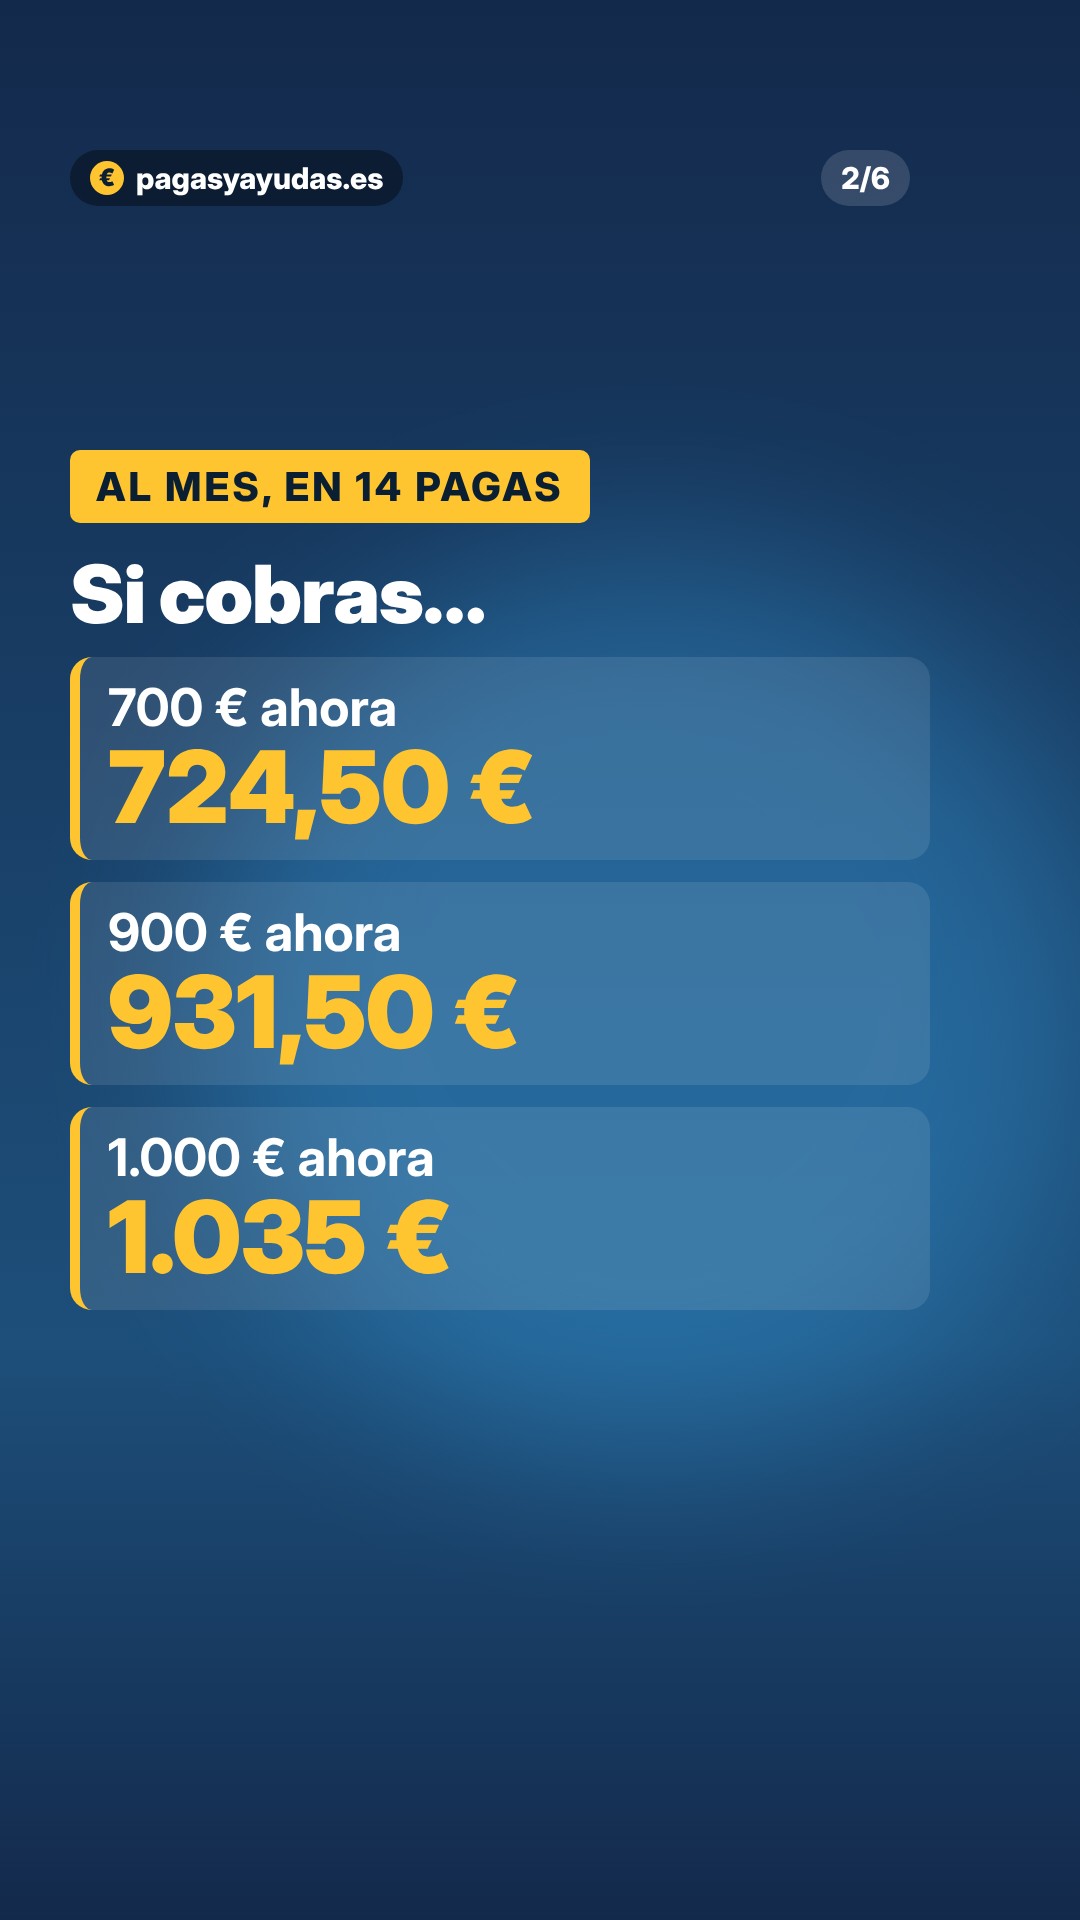 € pagasyayudas.es
2/6
AL MES, EN 14 PAGAS
Si cobras...
700 € ahora
724,50 €
900 € ahora
931,50 €
1.000 € ahora
1.035 €